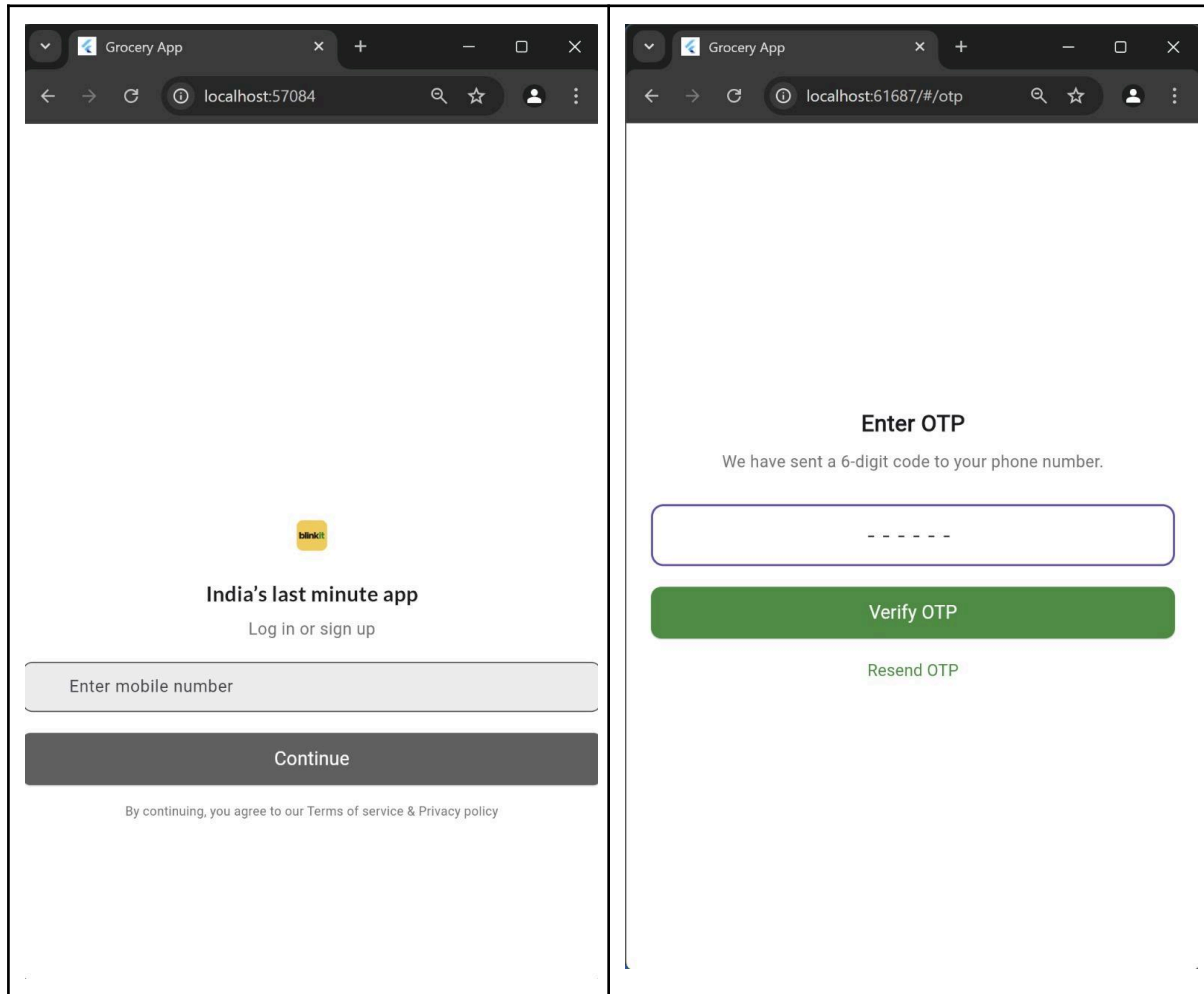 Grocery App
localhost:57084
blinkit
India’s last minute app
Log in or sign up
Enter mobile number
Continue
By continuing, you agree to our Terms of service & Privacy policy
Grocery App
localhost:61687/#/otp
Enter OTP
We have sent a 6-digit code to your phone number.
- - - - - -
Verify OTP
Resend OTP